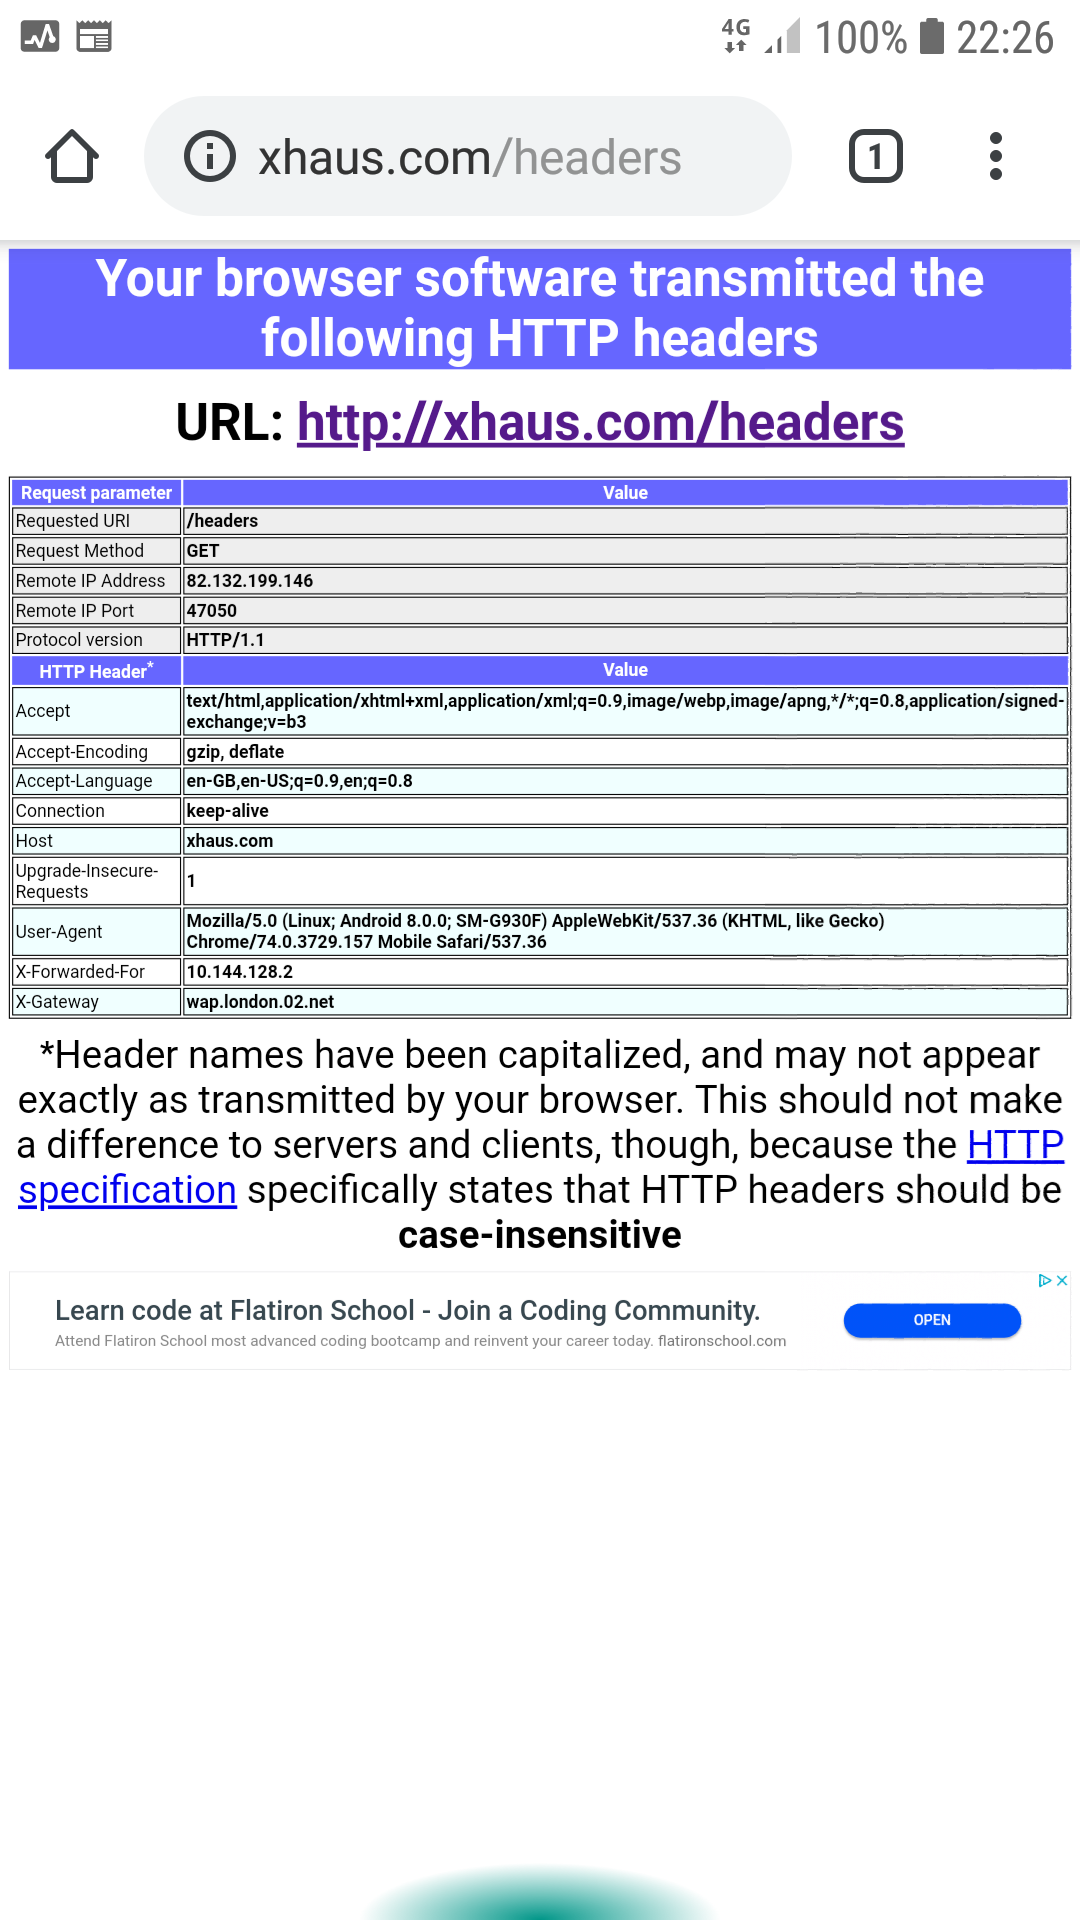 4G 100% 22:26
xhaus.com/headers 1
Your browser software transmitted the
following HTTP headers
URL: http://xhaus.com/headers
Request parameter Value
Requested URI /headers
Request Method GET
Remote IP Address 82.132.199.146
Remote IP Port 47050
Protocol version HTTP/1.1
HTTP Header* Value
Accept text/html,application/xhtml+xml,application/xml;q=0.9,image/webp,image/apng,*/*;q=0.8,application/signed-
exchange;v=b3
Accept-Encoding gzip, deflate
Accept-Language en-GB,en-US;q=0.9,en;q=0.8
Connection keep-alive
Host xhaus.com
Upgrade-Insecure-
Requests 1
User-Agent Mozilla/5.0 (Linux; Android 8.0.0; SM-G930F) AppleWebKit/537.36 (KHTML, like Gecko)
Chrome/74.0.3729.157 Mobile Safari/537.36
X-Forwarded-For 10.144.128.2
X-Gateway wap.london.02.net
*Header names have been capitalized, and may not appear
exactly as transmitted by your browser. This should not make
a difference to servers and clients, though, because the HTTP
specification specifically states that HTTP headers should be
case-insensitive
Learn code at Flatiron School - Join a Coding Community.
Attend Flatiron School most advanced coding bootcamp and reinvent your career today. flatironschool.com
OPEN